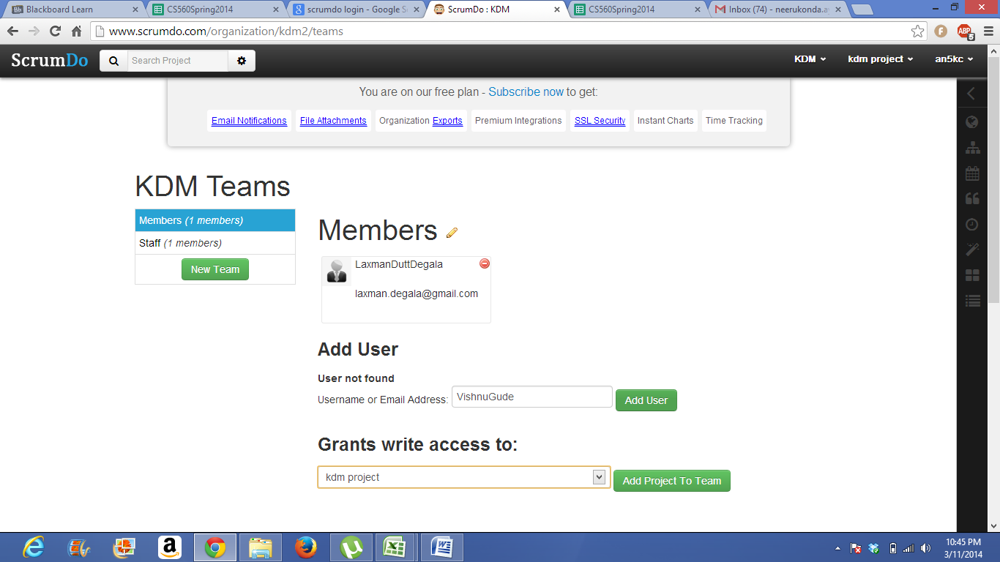 Blackboard Learn
CS560Spring2014
scrumdo login - Google S
ScrumDo : KDM
CS560Spring2014
Inbox (74) - neerukonda.a
www.scrumdo.com/organization/kdm2/teams
ABP
5
ScrumDo
Search Project
KDM
kdm project
an5kc
You are on our free plan - Subscribe now to get:
Email Notifications
File Attachments
Organization Exports
Premium Integrations
SSL Security
Instant Charts
Time Tracking
KDM Teams
Members (1 members)
Staff (1 members)
New Team
Members
LaxmanDuttDegala
laxman.degala@gmail.com
Add User
User not found
Username or Email Address: VishnuGude Add User
Grants write access to:
kdm project
Add Project To Team
10:45 PM
3/11/2014